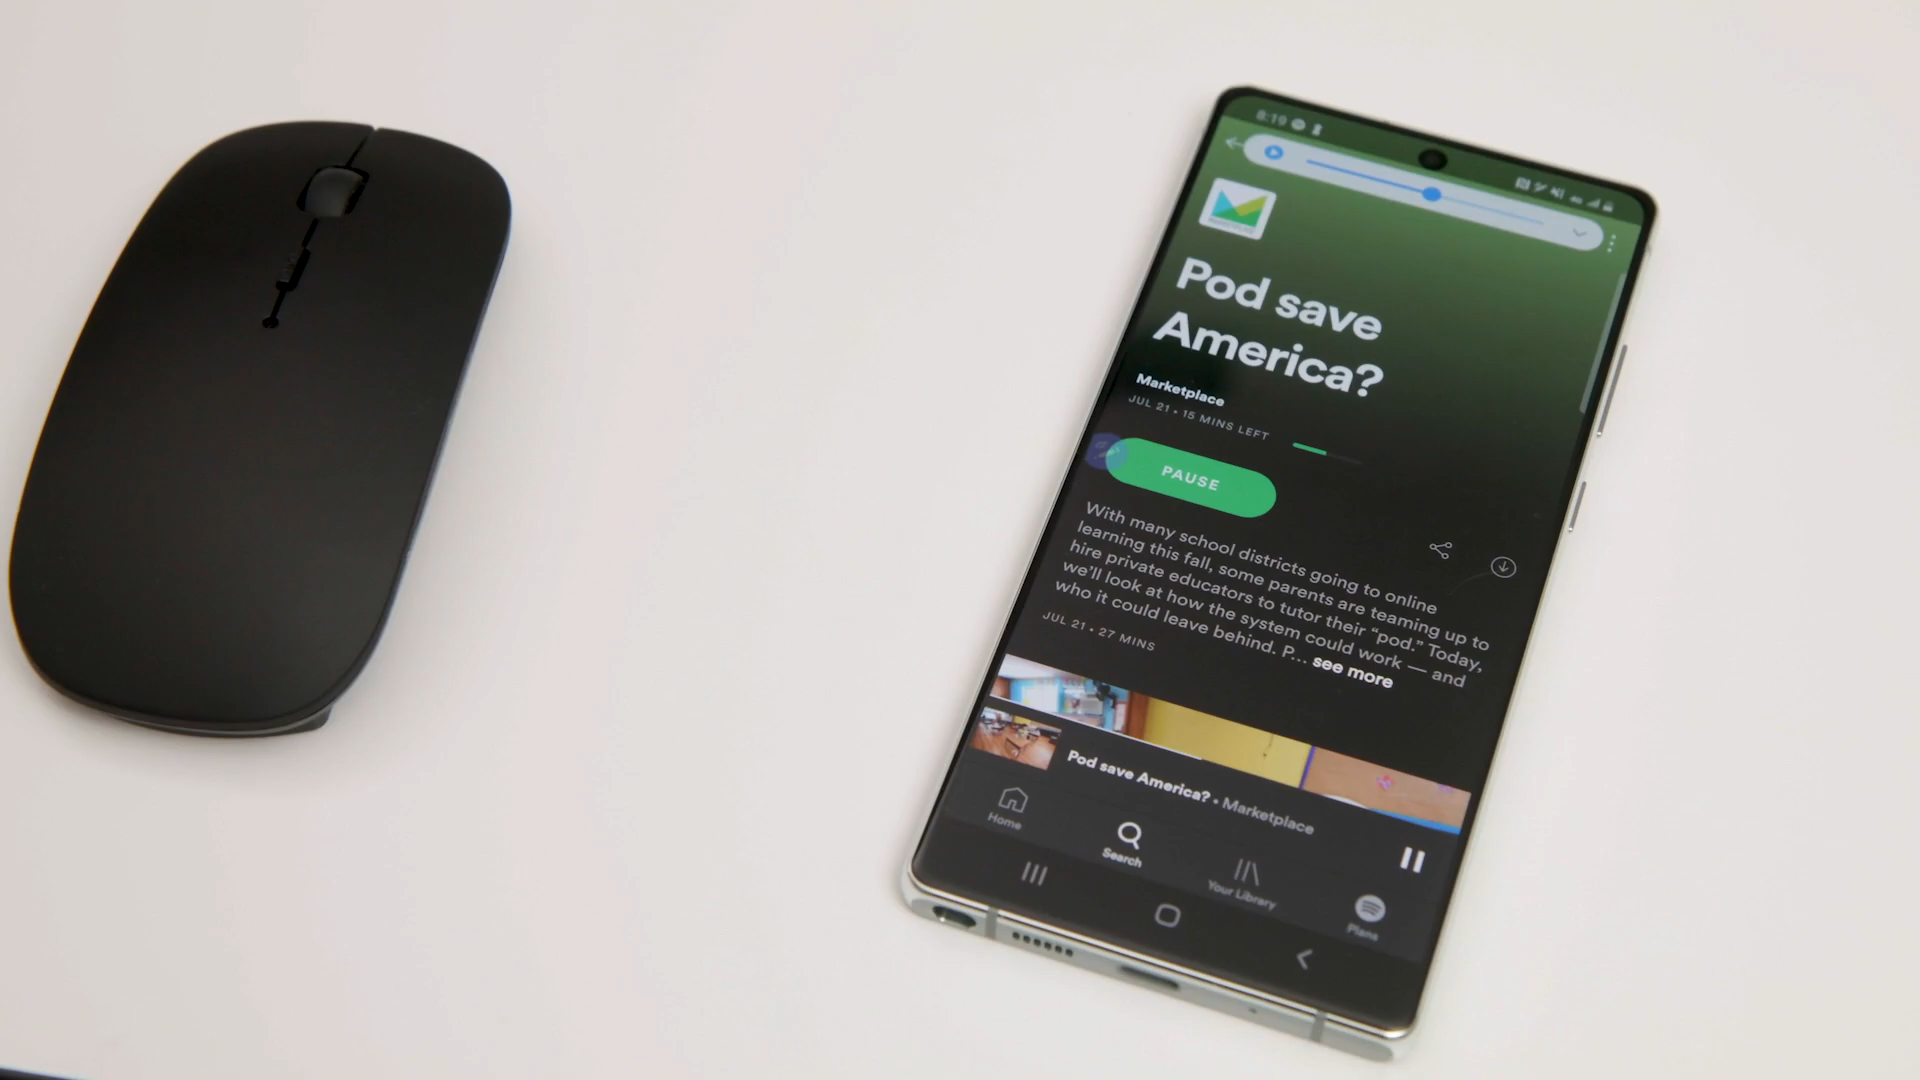 8:19
Pod save
America?
Marketplace
JUL 21 • 15 MINS LEFT
PAUSE
With many school districts going to online
learning this fall, some parents are teaming up to
hire private educators to tutor their “pod.” Today,
we’ll look at how the system could work — and
who it could leave behind. P... see more
JUL 21 • 27 MINS
Pod save America? • Marketplace
Home
Search
Your Library
Plans